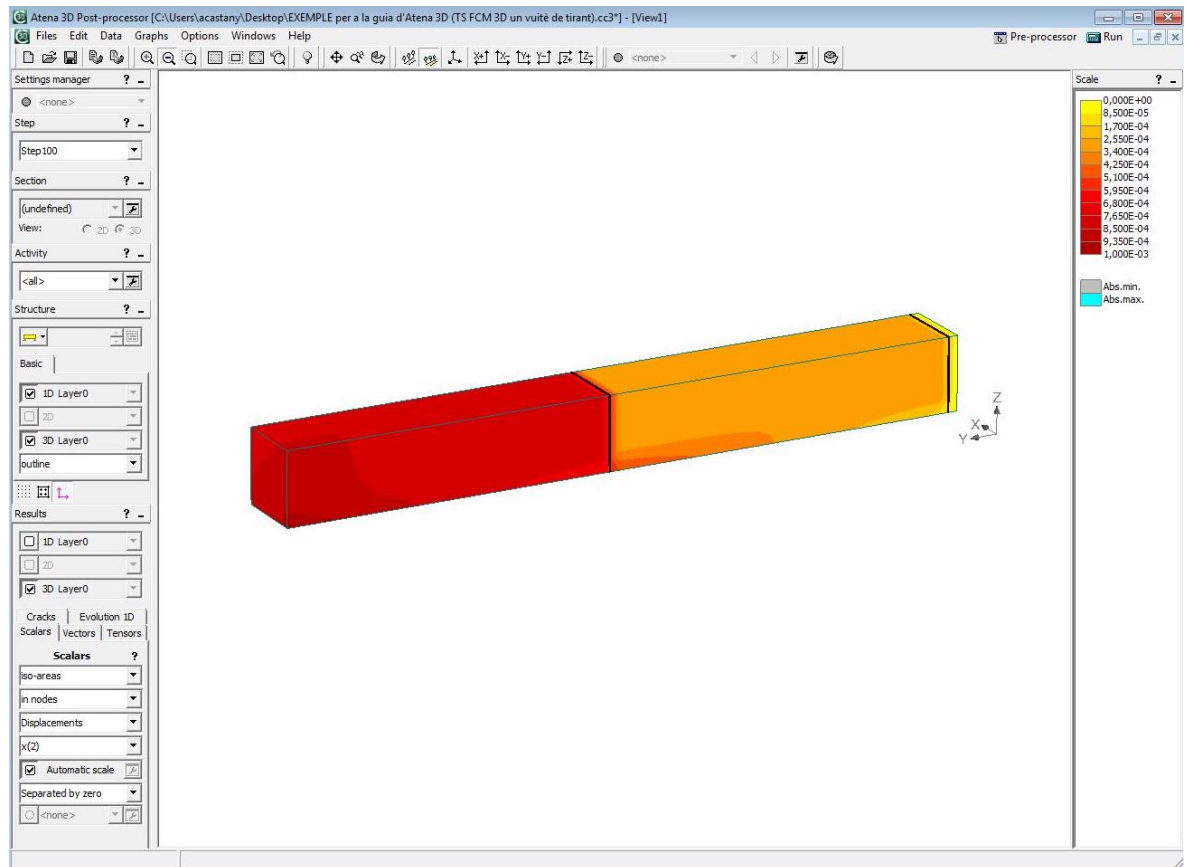 Atena 3D Post-processor [C:\Users\acastany\Desktop\EXEMPLE per a la guia d'Atena 3D (TS FCM 3D un vuitè de tirant).cc3*] - [View1]
Files Edit Data Graphs Options Windows Help Pre-processor Run
<none>
Settings manager ? _
<none>
Step ? _
Step100
Section ? _
(undefined)
View: 2D 3D
Activity ? _
<all>
Structure ? _
Basic
1D Layer0
2D
3D Layer0
outline
Results ? _
1D Layer0
2D
3D Layer0
Cracks Evolution 1D
Scalars Vectors Tensors
Scalars ?
iso-areas
in nodes
Displacements
x(2)
Automatic scale
Separated by zero
<none>
Z
X
Y
Scale ? _
0,000E+00
8,500E-05
1,700E-04
2,550E-04
3,400E-04
4,250E-04
5,100E-04
5,950E-04
6,800E-04
7,650E-04
8,500E-04
9,350E-04
1,000E-03
Abs.min.
Abs.max.